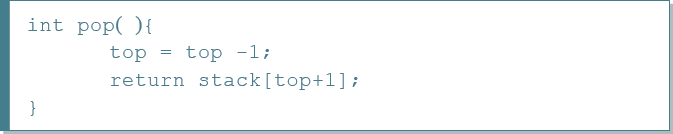 int pop( ){
top = top -1;
return stack[top+1];
}